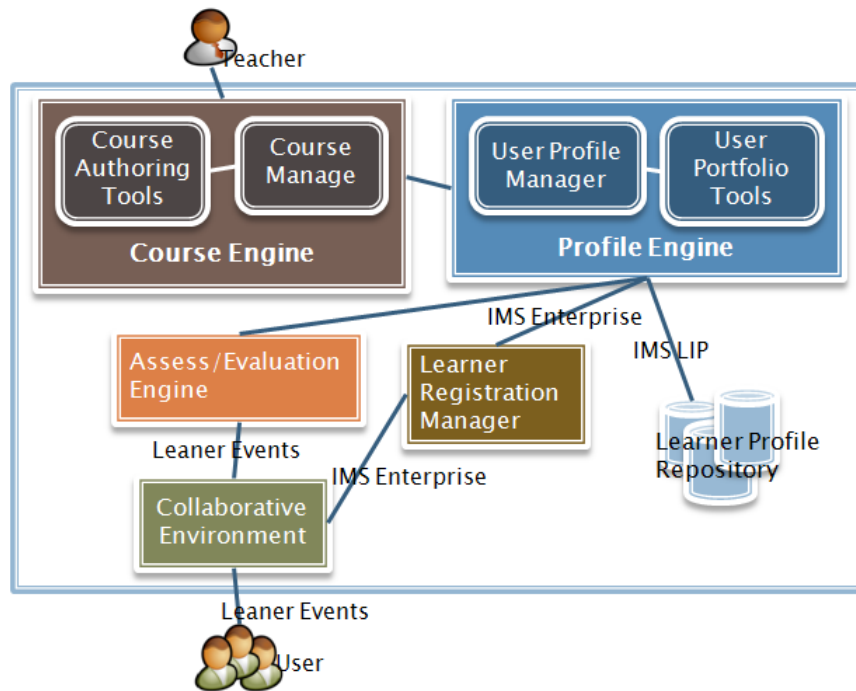 Teacher
Course
Authoring
Tools
Course
Manage
Course Engine
User Profile
Manager
User
Portfolio
Tools
Profile Engine
IMS Enterprise
IMS LIP
Assess/Evaluation
Engine
Learner
Registration
Manager
Learner Profile
Repository
Leaner Events
IMS Enterprise
Collaborative
Environment
Leaner Events
User